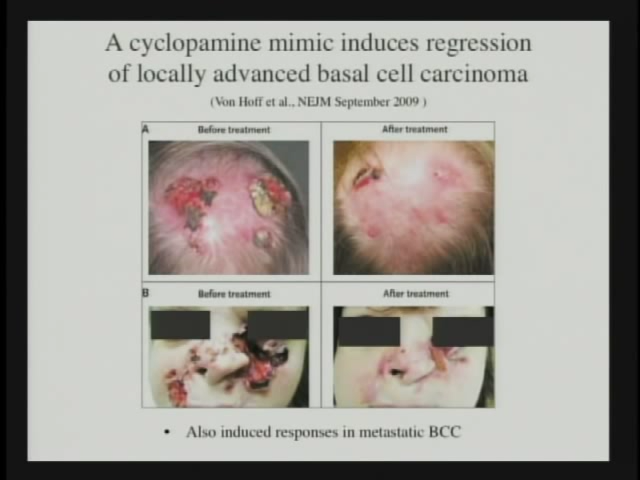 A cyclopamine mimic induces regression
of locally advanced basal cell carcinoma
(Von Hoff et al., NEJM September 2009 )
A Before treatment After treatment
B Before treatment After treatment
• Also induced responses in metastatic BCC